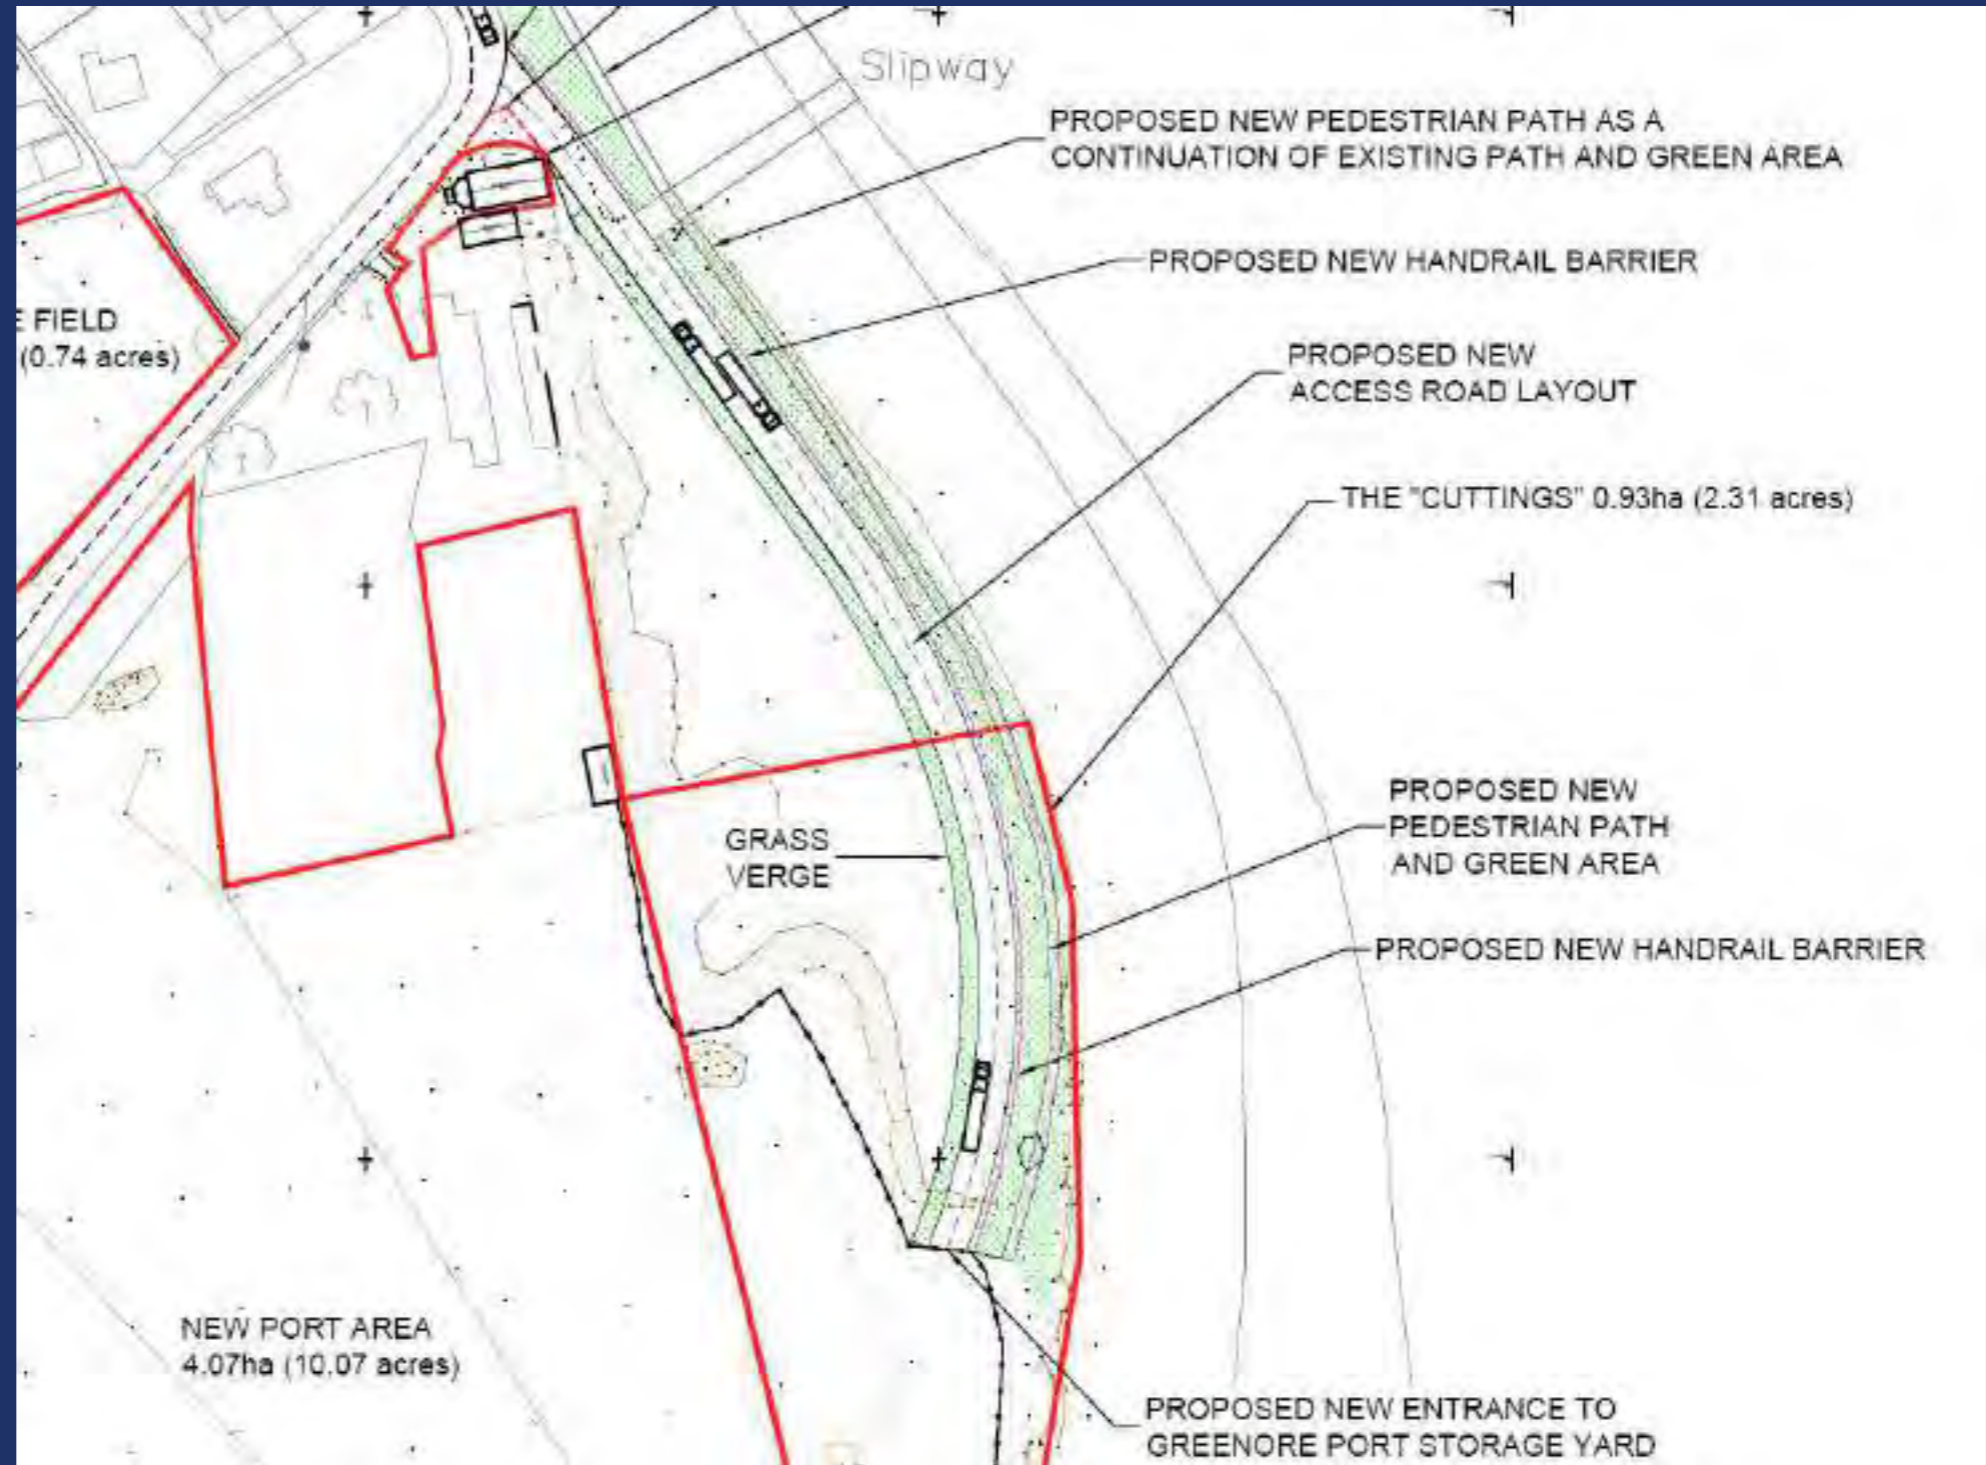 Slipway
PROPOSED NEW PEDESTRIAN PATH AS A
CONTINUATION OF EXISTING PATH AND GREEN AREA
PROPOSED NEW HANDRAIL BARRIER
E FIELD
(0.74 acres)
PROPOSED NEW
ACCESS ROAD LAYOUT
THE "CUTTINGS" 0.93ha (2.31 acres)
GRASS
VERGE
PROPOSED NEW
PEDESTRIAN PATH
AND GREEN AREA
PROPOSED NEW HANDRAIL BARRIER
NEW PORT AREA
4.07ha (10.07 acres)
PROPOSED NEW ENTRANCE TO
GREENORE PORT STORAGE YARD